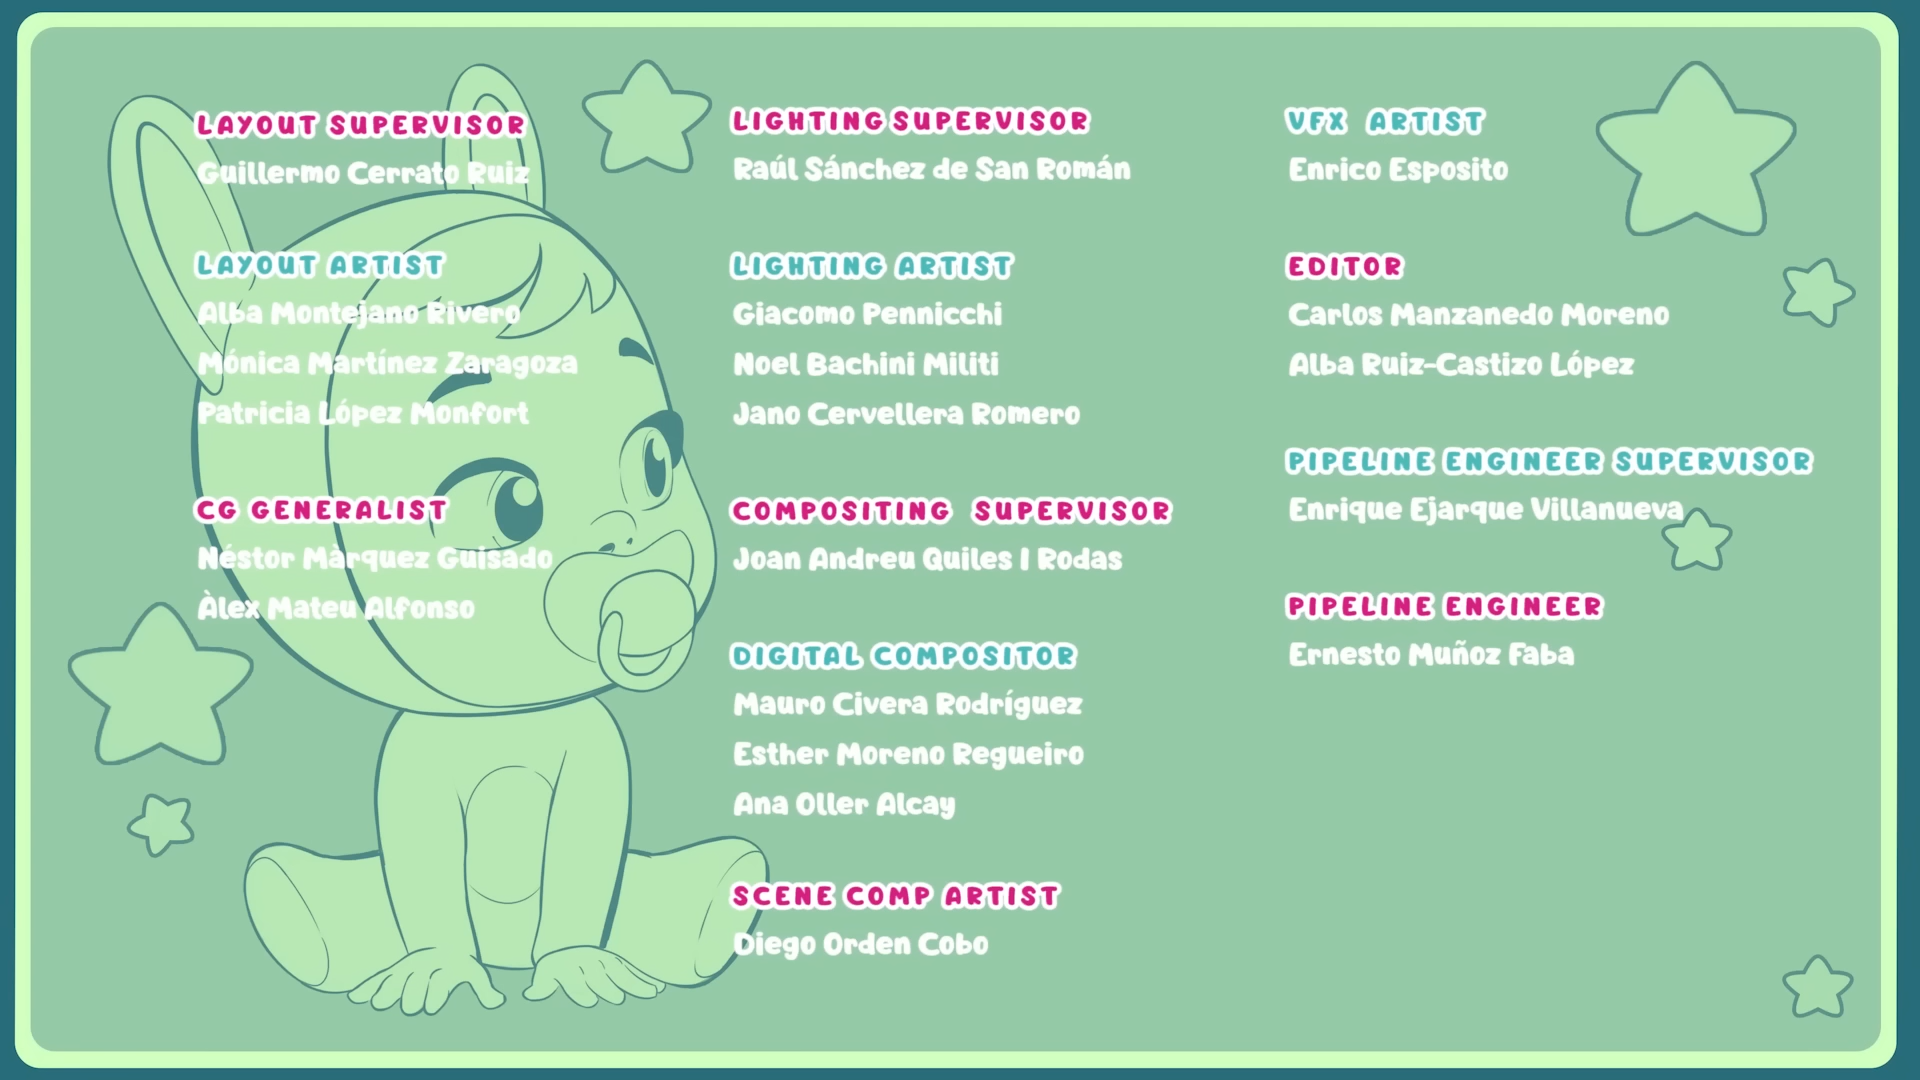 LAYOUT SUPERVISOR
Guillermo Cerrato Ruiz
LAYOUT ARTIST
Alba Montejano Rivero
Mónica Martínez Zaragoza
Patricia López Monfort
CG GENERALIST
Néstor Màrquez Guisado
Àlex Mateu Alfonso
LIGHTING SUPERVISOR
Raúl Sánchez de San Román
LIGHTING ARTIST
Giacomo Pennicchi
Noel Bachini Militi
Jano Cervellera Romero
COMPOSITING SUPERVISOR
Joan Andreu Quiles I Rodas
DIGITAL COMPOSITOR
Mauro Civera Rodríguez
Esther Moreno Regueiro
Ana Oller Alcay
SCENE COMP ARTIST
Diego Orden Cobo
VFX ARTIST
Enrico Esposito
EDITOR
Carlos Manzanedo Moreno
Alba Ruiz-Castizo López
PIPELINE ENGINEER SUPERVISOR
Enrique Ejarque Villanueva
PIPELINE ENGINEER
Ernesto Muñoz Faba